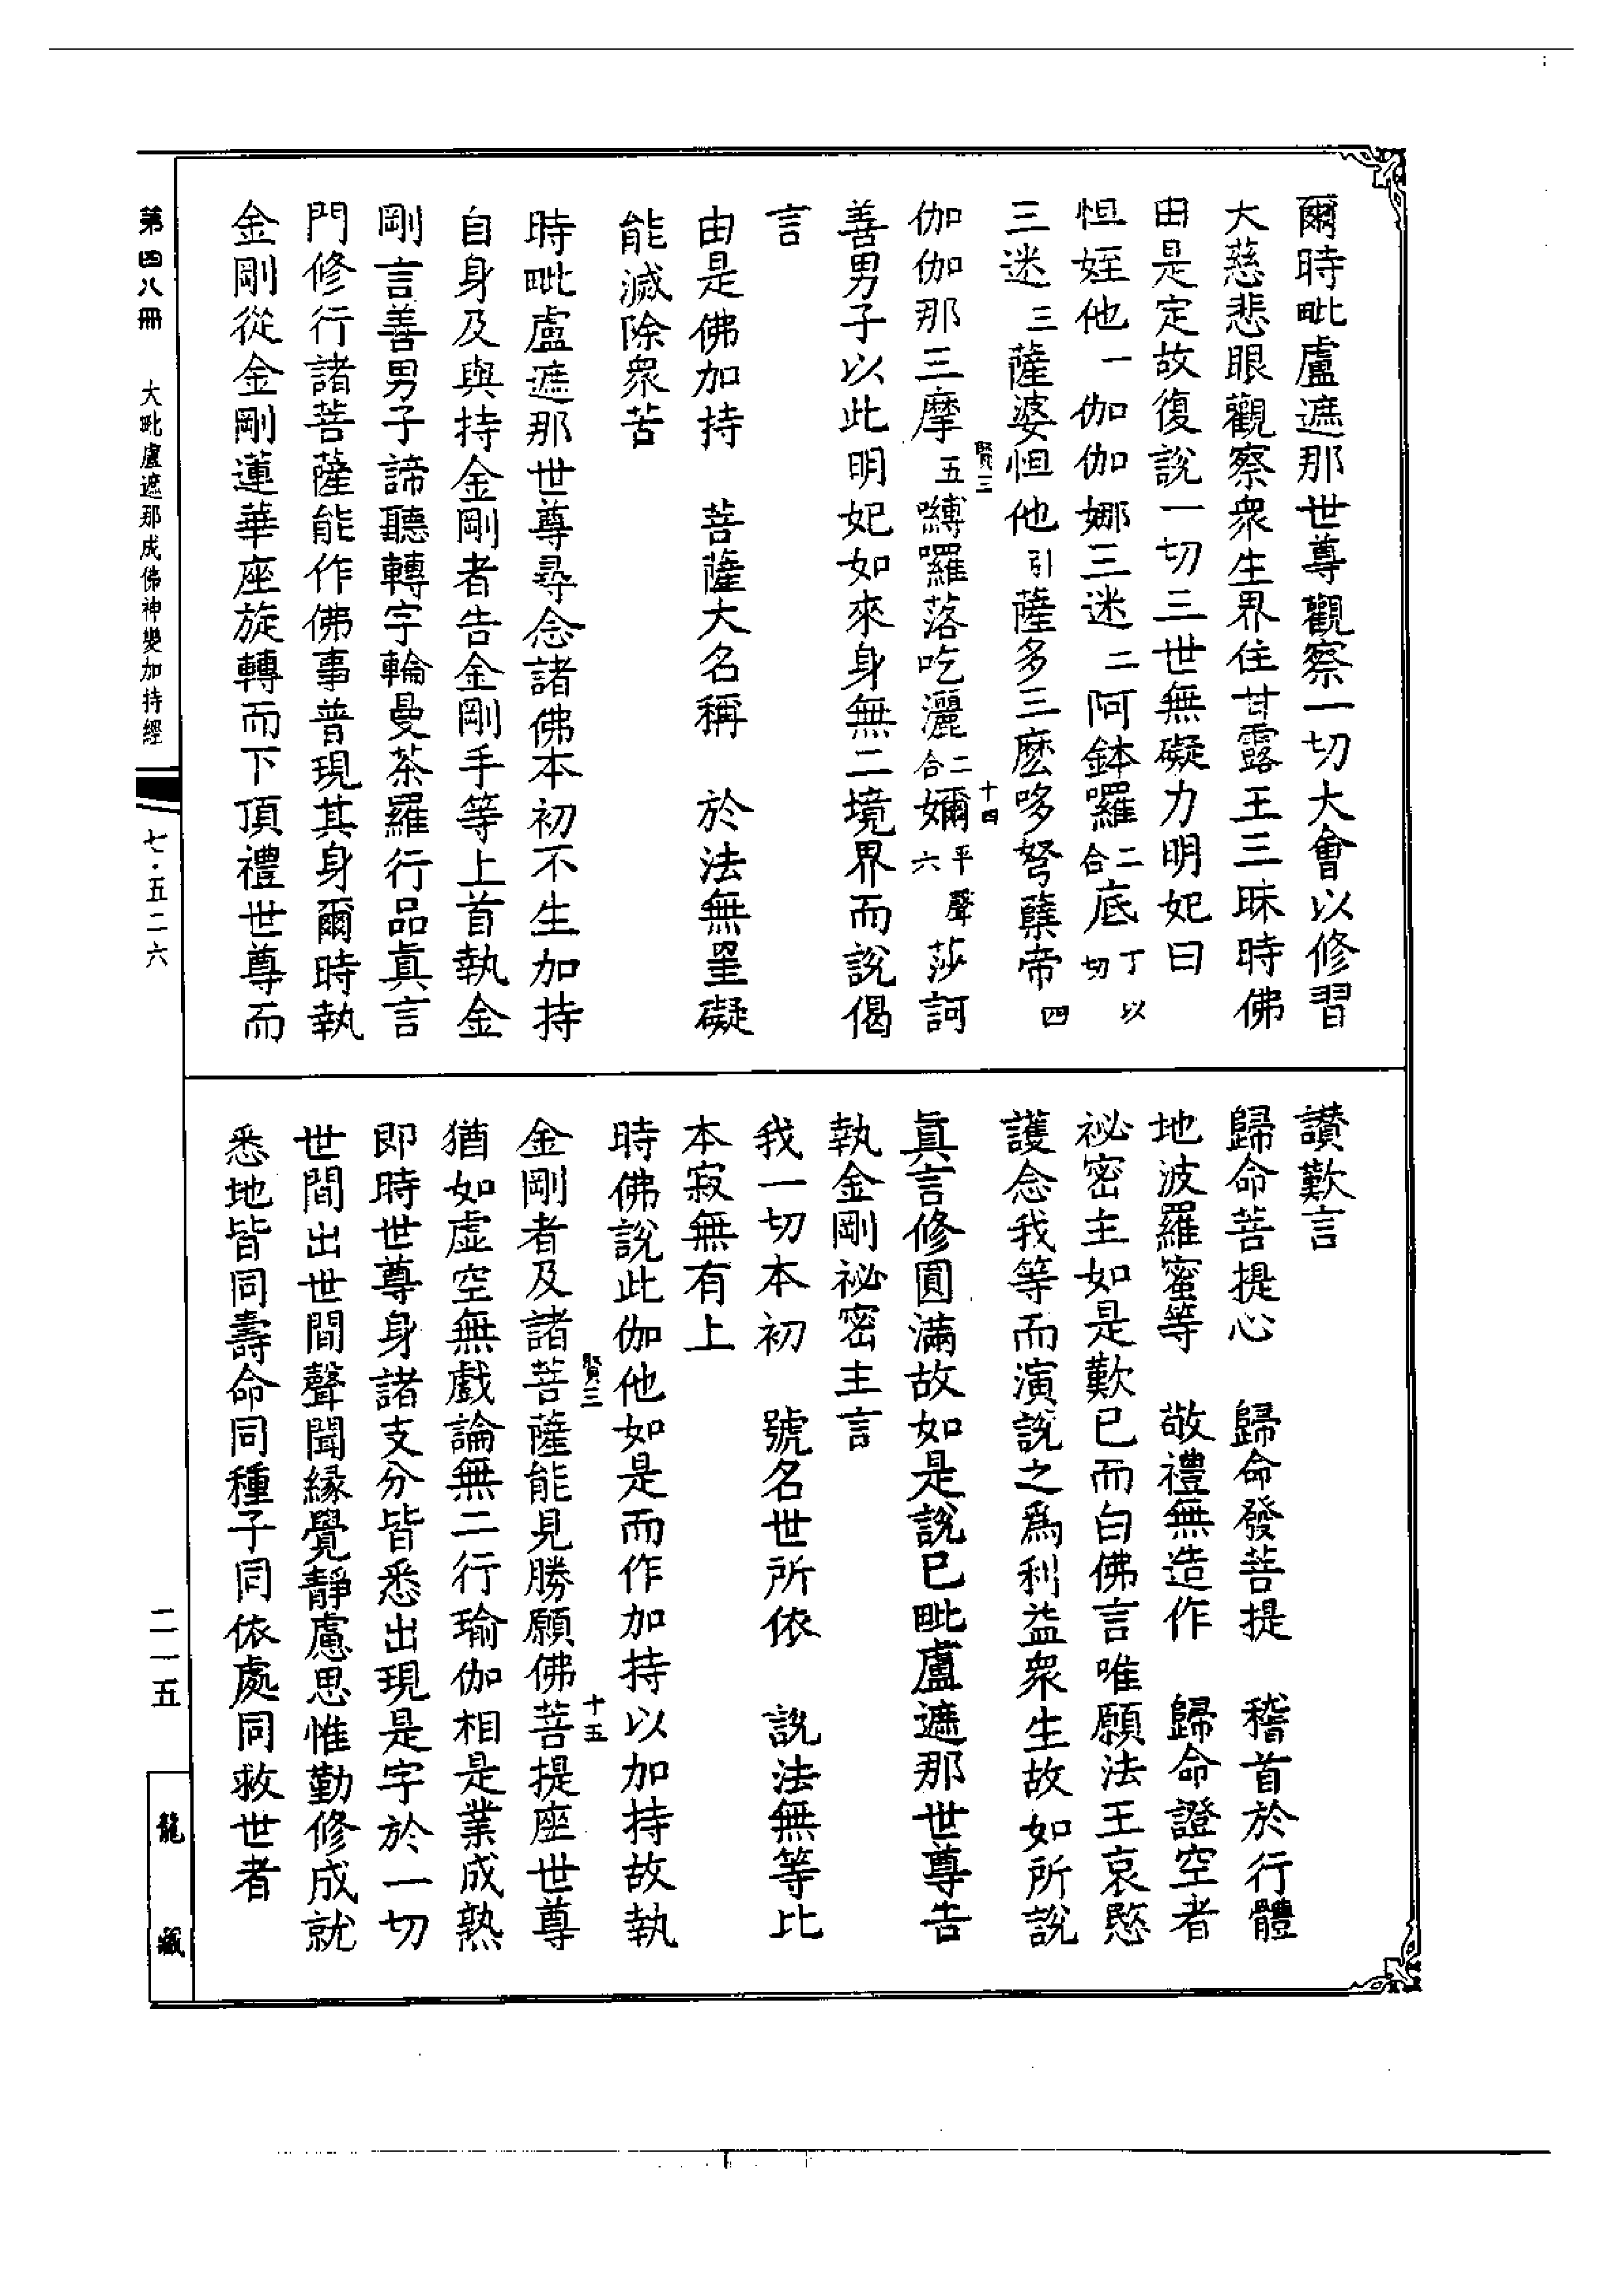 爾時毗盧遮那世尊觀察一切大會以修習
大慈悲眼觀察衆生界住甘露王三昧時佛
由是定故復說一切三世無礙力明妃曰
怛姪他一伽伽娜三迷二阿鉢囉二合底丁以切
三迷三薩婆怛他引薩多三麼哆弩蘖帝四
伽伽那三摩五嚩囉落吃灑二合嬭平聲六莎訶
賢三 十四
善男子以此明妃如來身無二境界而說偈
言
由是佛加持 菩薩大名稱 於法無罣礙
能滅除衆苦
時毗盧遮那世尊尋念諸佛本初不生加持
自身及與持金剛者告金剛手等上首執金
剛言善男子諦聽轉字輪曼茶羅行品真言
門修行諸菩薩能作佛事普現其身爾時執
金剛從金剛蓮華座旋轉而下頂禮世尊而
讚歎言
歸命菩提心 歸命發菩提 稽首於行體
地波羅蜜等 敬禮無造作 歸命證空者
祕密主如是歎已而白佛言唯願法王哀愍
護念我等而演說之為利益衆生故如所說
真言修圓滿故如是說已毗盧遮那世尊告
執金剛祕密主言
我一切本初 號名世所依 說法無等比
本寂無有上
時佛說此伽他如是而作加持以加持故執
金剛者及諸菩薩能見勝願佛菩提座世尊
賢三 十五
猶如虛空無戲論無二行瑜伽相是業成熟
即時世尊身諸支分皆悉出現是字於一切
世間出世間聲聞緣覺靜慮思惟勤修成就
悉地皆同壽命同種子同依處同救世者
第四八冊 大毗盧遮那成佛神變加持經 七·五二六
二一五
龍藏